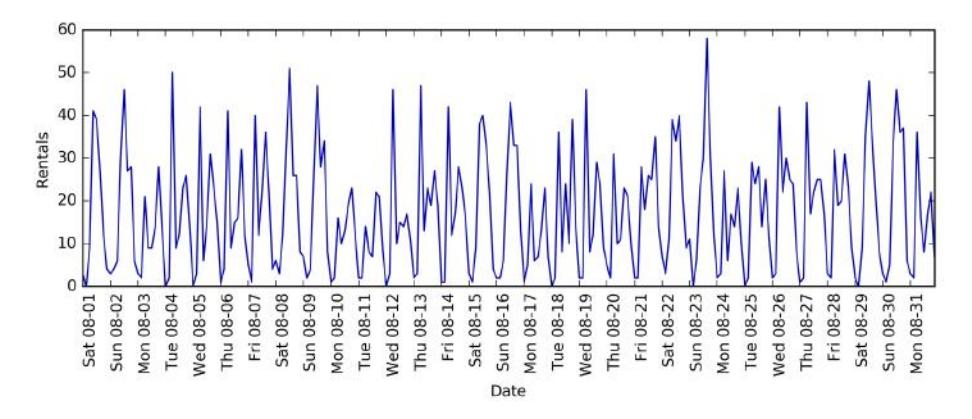 60
50
40
30
20
10
0
Rentals
Sat 08-01
Sun 08-02
Mon 08-03
Tue 08-04
Wed 08-05
Thu 08-06
Fri 08-07
Sat 08-08
Sun 08-09
Mon 08-10
Tue 08-11
Wed 08-12
Thu 08-13
Fri 08-14
Sat 08-15
Sun 08-16
Mon 08-17
Tue 08-18
Wed 08-19
Thu 08-20
Fri 08-21
Sat 08-22
Sun 08-23
Mon 08-24
Tue 08-25
Wed 08-26
Thu 08-27
Fri 08-28
Sat 08-29
Sun 08-30
Mon 08-31
Date